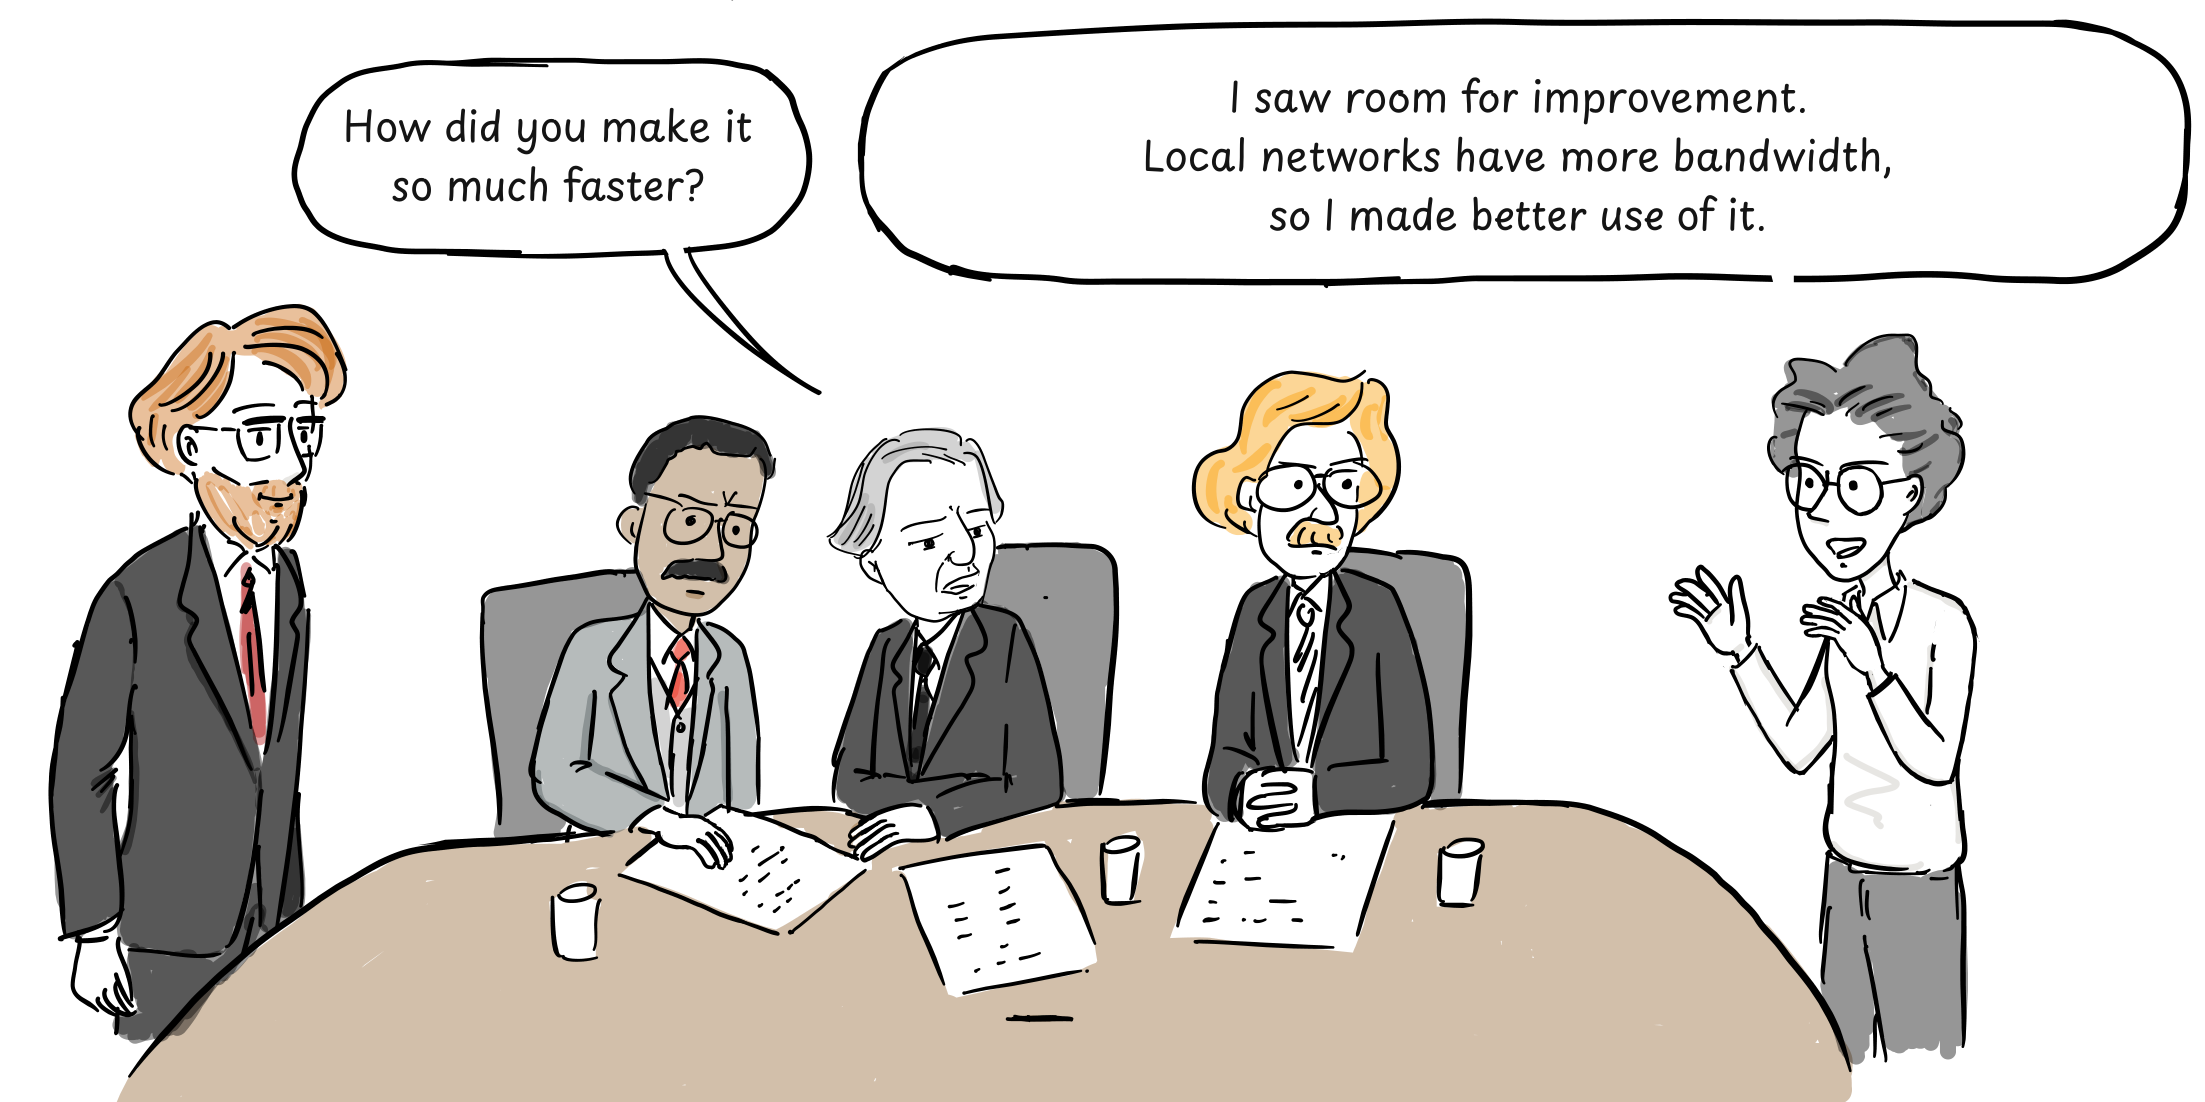 How did you make it
so much faster?
I saw room for improvement.
Local networks have more bandwidth,
so I made better use of it.